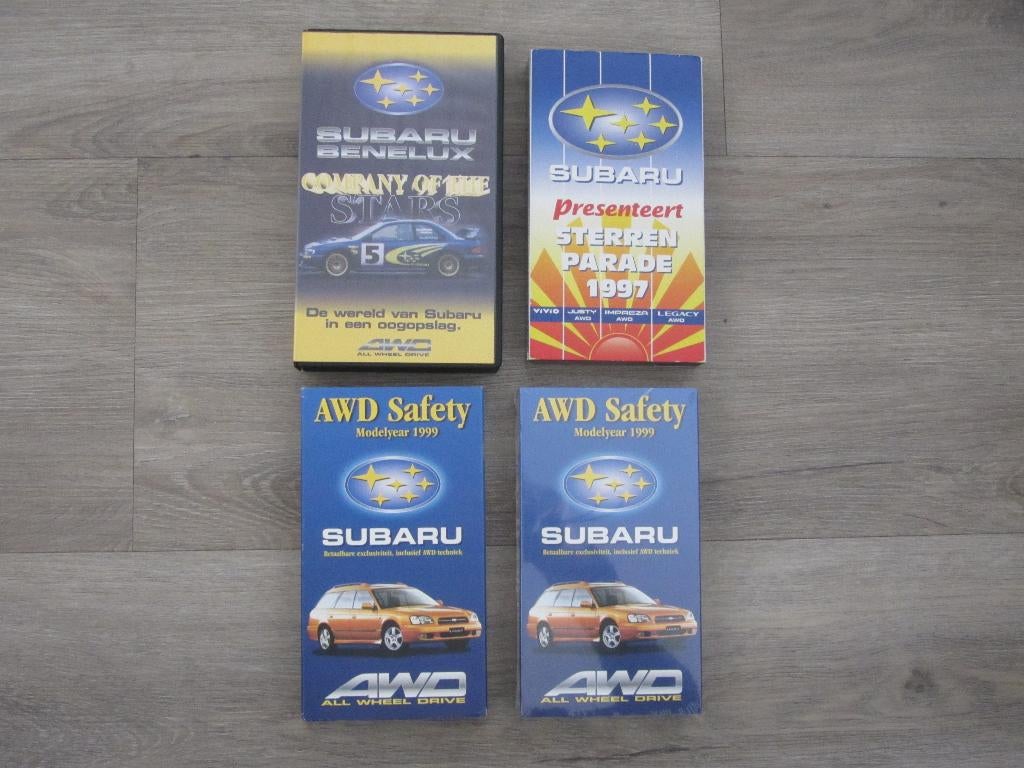 SUBARU
BENELUX
COMPANY OF THE
STARS
5
De wereld van Subaru
in een oogopslag.
AWD
ALL WHEEL DRIVE
SUBARU
Presenteert
STERREN
PARADE
1997
VIVIO JUSTY AWD IMPREZA AWD LEGACY AWD
AWD Safety
Modelyear 1999
SUBARU
Betaalbare exclusiviteit, inclusief AWD techniek
AWD
ALL WHEEL DRIVE
AWD Safety
Modelyear 1999
SUBARU
Betaalbare exclusiviteit, inclusief AWD techniek
AWD
ALL WHEEL DRIVE